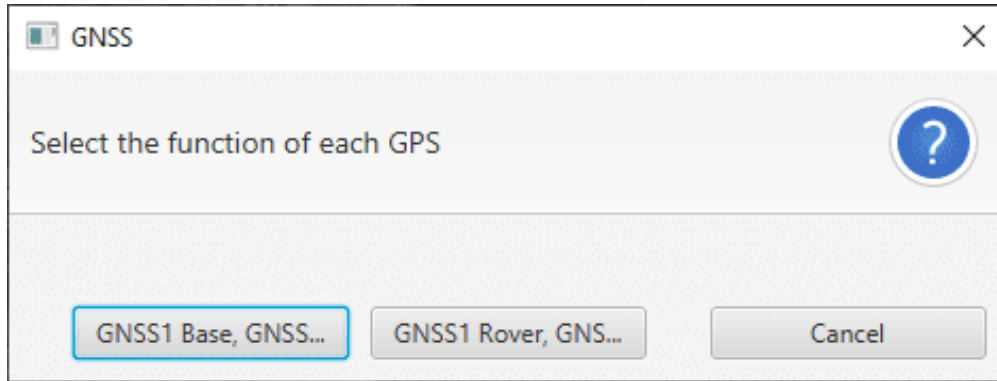 GNSS
Select the function of each GPS
?
GNSS1 Base, GNSS... GNSS1 Rover, GNS... Cancel